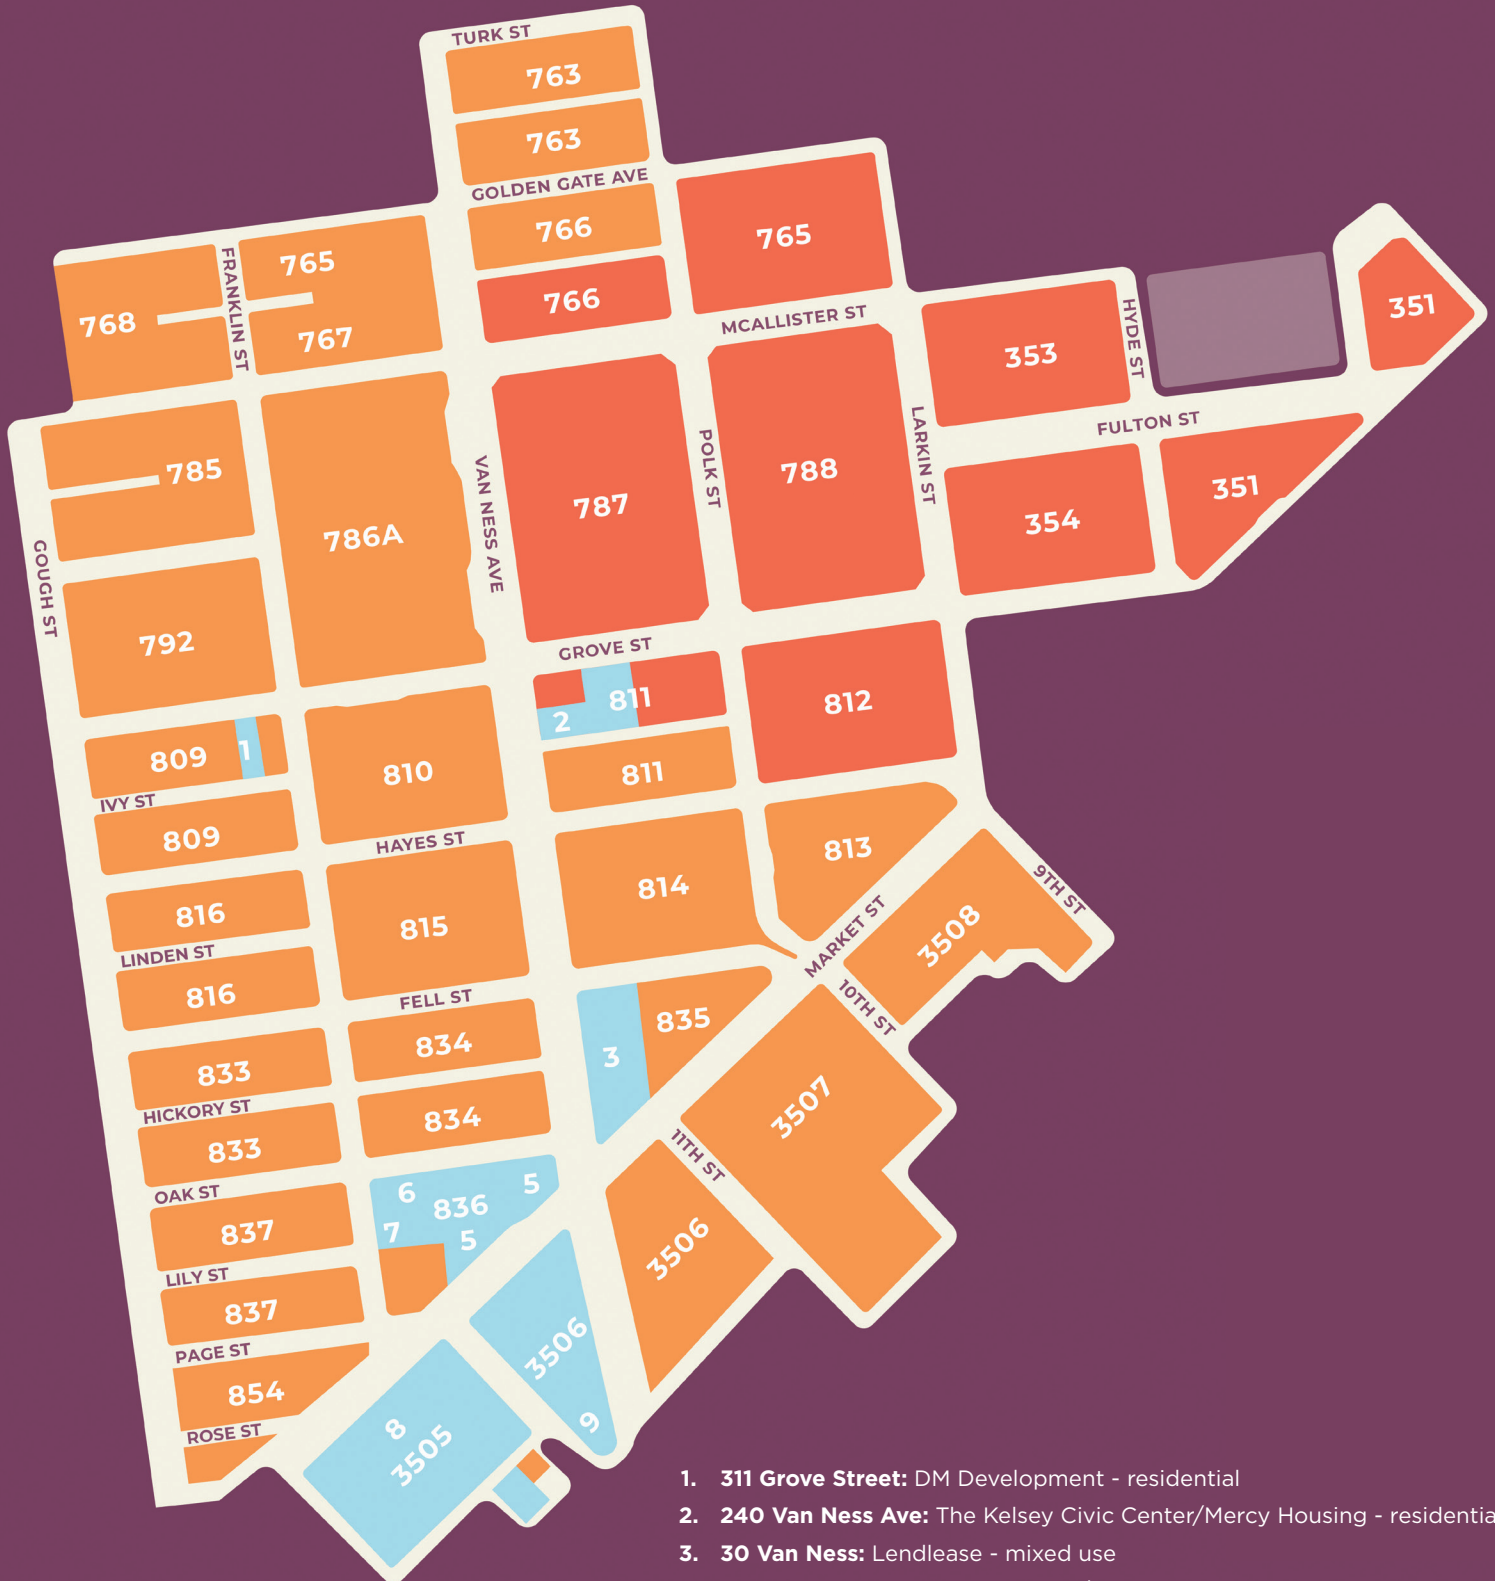 TURK ST
763
763
GOLDEN GATE AVE
766
765
FRANKLIN ST
765
768
767
766
MCALLISTER ST
HYDE ST
351
353
FULTON ST
785
786A
VAN NESS AVE
787
POLK ST
788
LARKIN ST
354
351
GOUGH ST
792
GROVE ST
811
2
812
809
1
810
811
IVY ST
809
HAYES ST
814
813
9TH ST
816
815
MARKET ST
3508
LINDEN ST
816
FELL ST
835
10TH ST
833
834
3
HICKORY ST
833
834
3507
11TH ST
OAK ST
6
836
5
837
7
5
3506
LILY ST
837
3506
PAGE ST
854
8
3505
9
ROSE ST
1. 311 Grove Street: DM Development - residential
2. 240 Van Ness Ave: The Kelsey Civic Center/Mercy Housing - residentia
3. 30 Van Ness: Lendlease - mixed use